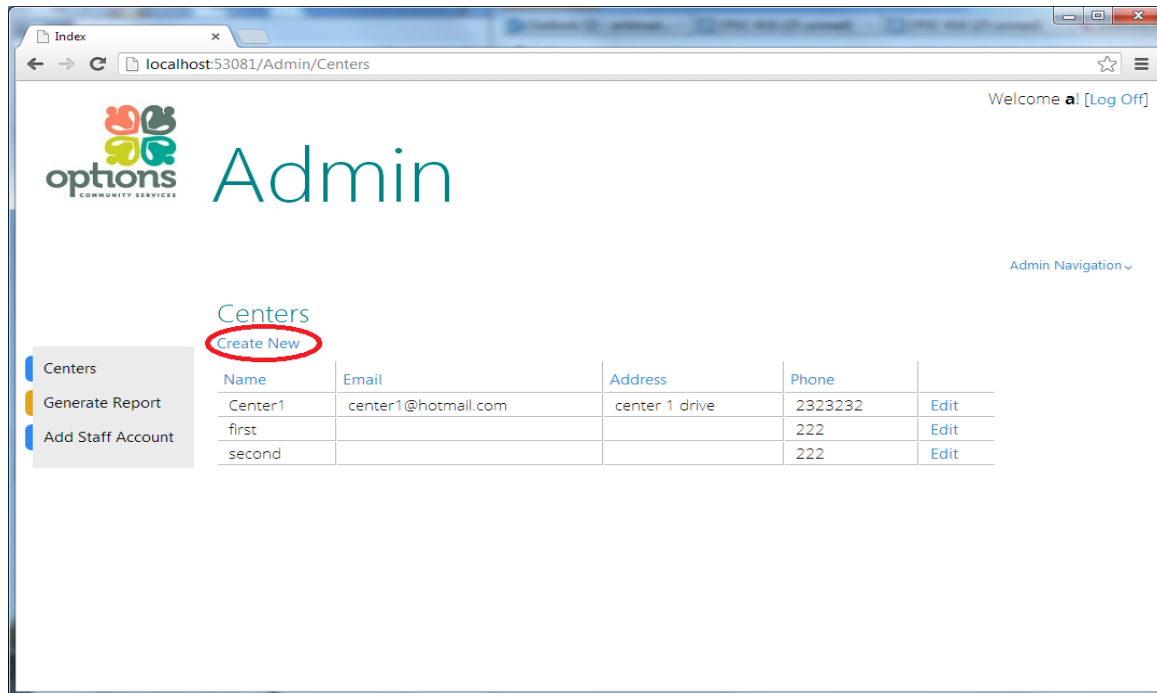 Index
localhost:53081/Admin/Centers
Welcome a! [Log Off]
options
COMMUNITY SERVICES
Admin
Admin Navigation
Centers
Create New
Centers
Generate Report
Add Staff Account
Name Email Address Phone
Center1 center1@hotmail.com center 1 drive 2323232 Edit
first 222 Edit
second 222 Edit